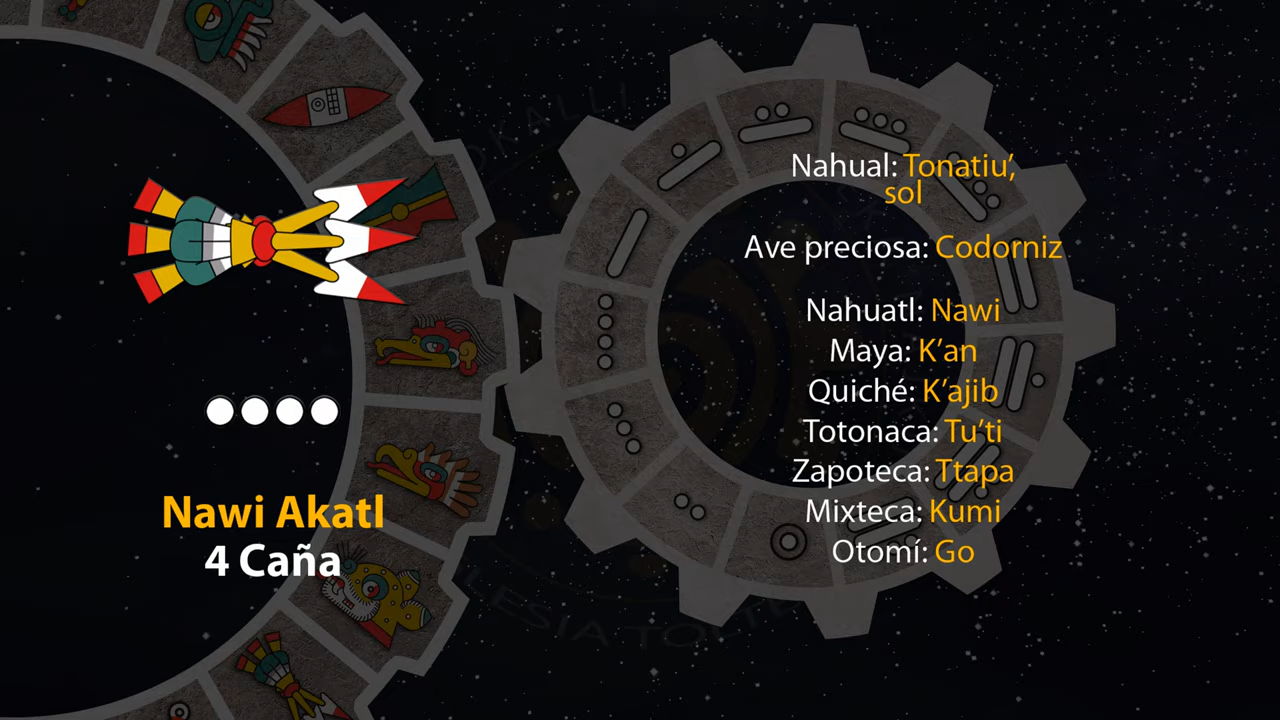 Nawi Akatl
4 Caña
Nahual: Tonatiu’,
sol
Ave preciosa: Codorniz
Nahuatl: Nawi
Maya: K’an
Quiché: K’ajib
Totonaca: Tu’ti
Zapoteca: Ttapa
Mixteca: Kumi
Otomí: Go